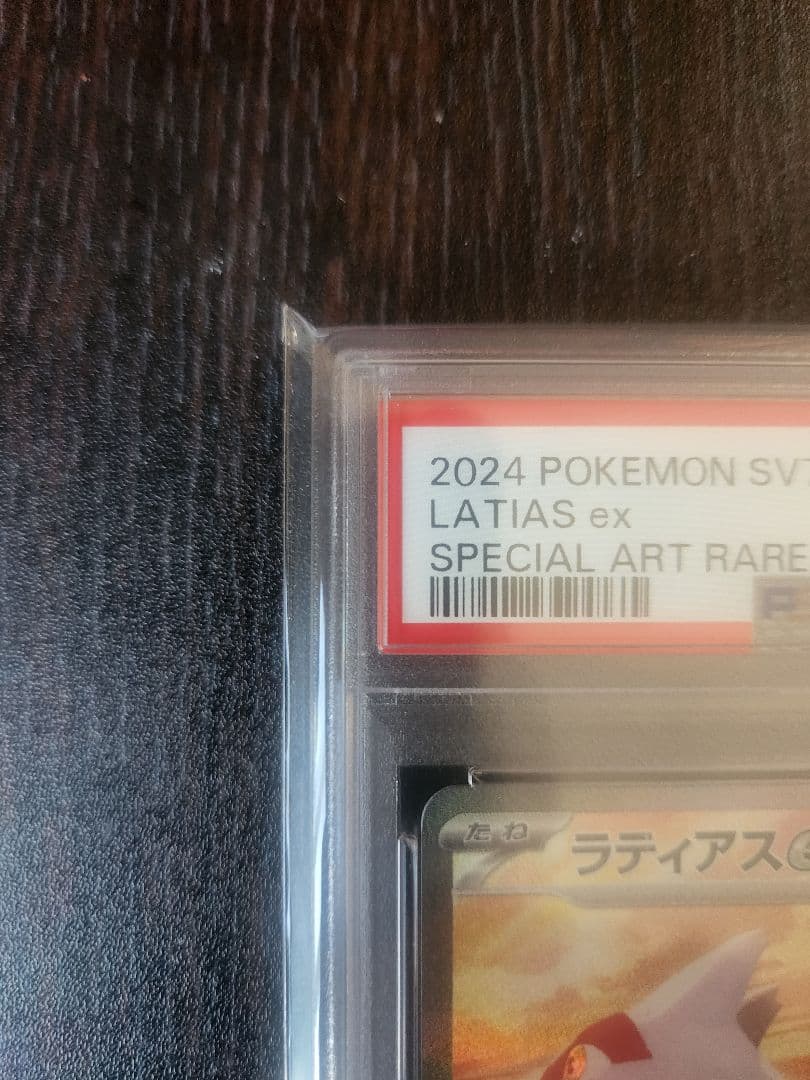 2024 POKEMON SV7
LATIAS ex
SPECIAL ART RARE
たね ラティアス